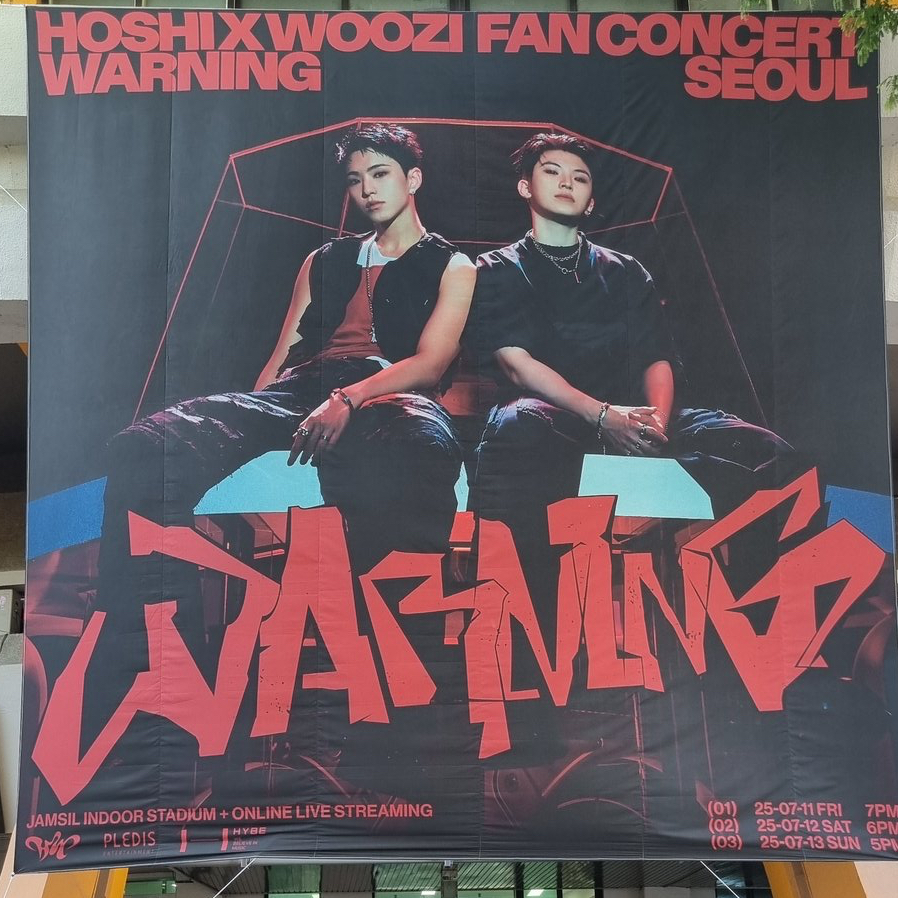 HOSHI X WOOZI FAN CONCERT
WARNING SEOUL
WARNING
JAMSIL INDOOR STADIUM + ONLINE LIVE STREAMING
(01) 25-07-11 FRI 7PM
(02) 25-07-12 SAT 6PM
(03) 25-07-13 SUN 5PM
PLEDIS
ENTERTAINMENT
HYBE